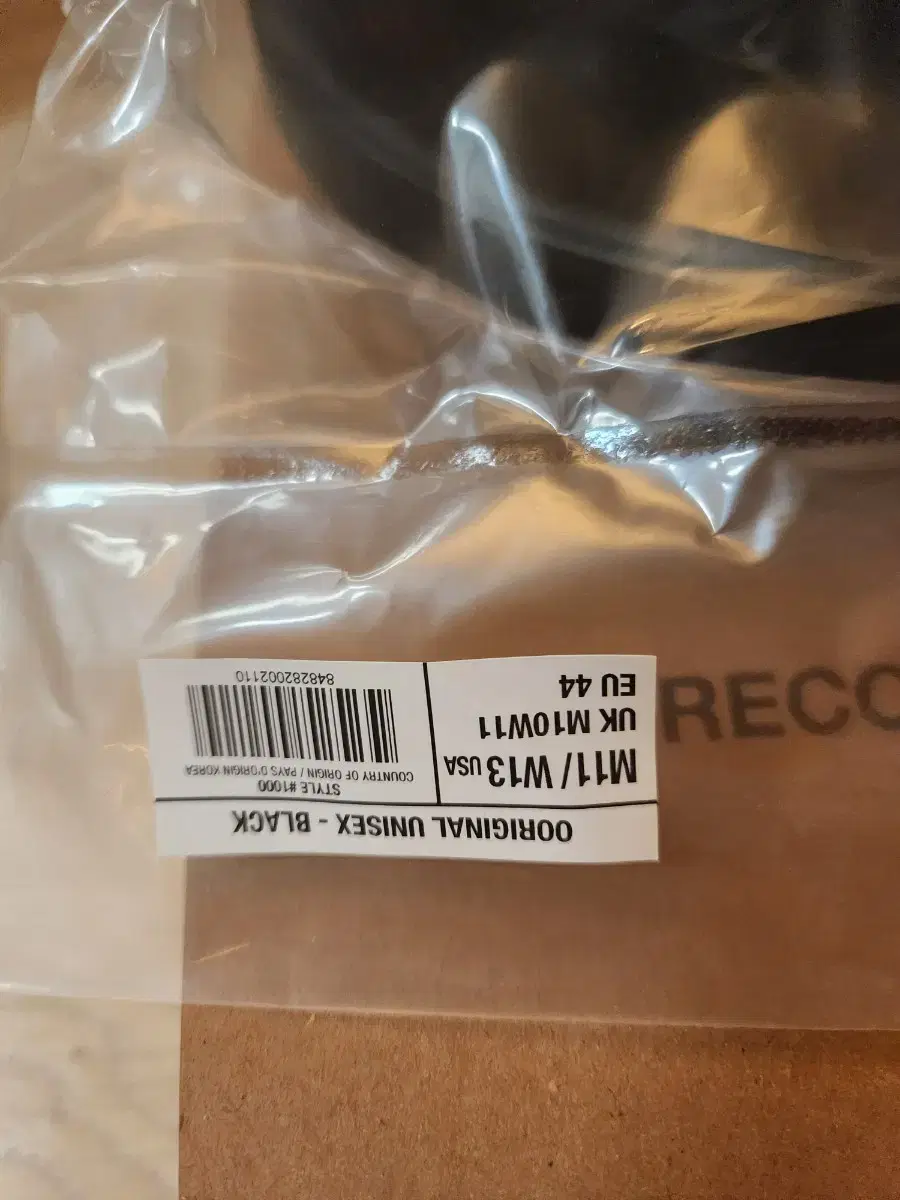 OORIGINAL UNISEX - BLACK
M11/ W13 USA
UK M10W11
EU 44
STYLE #1000
COUNTRY OF ORIGIN / PAYS D'ORIGIN KOREA
848282002110
RECO